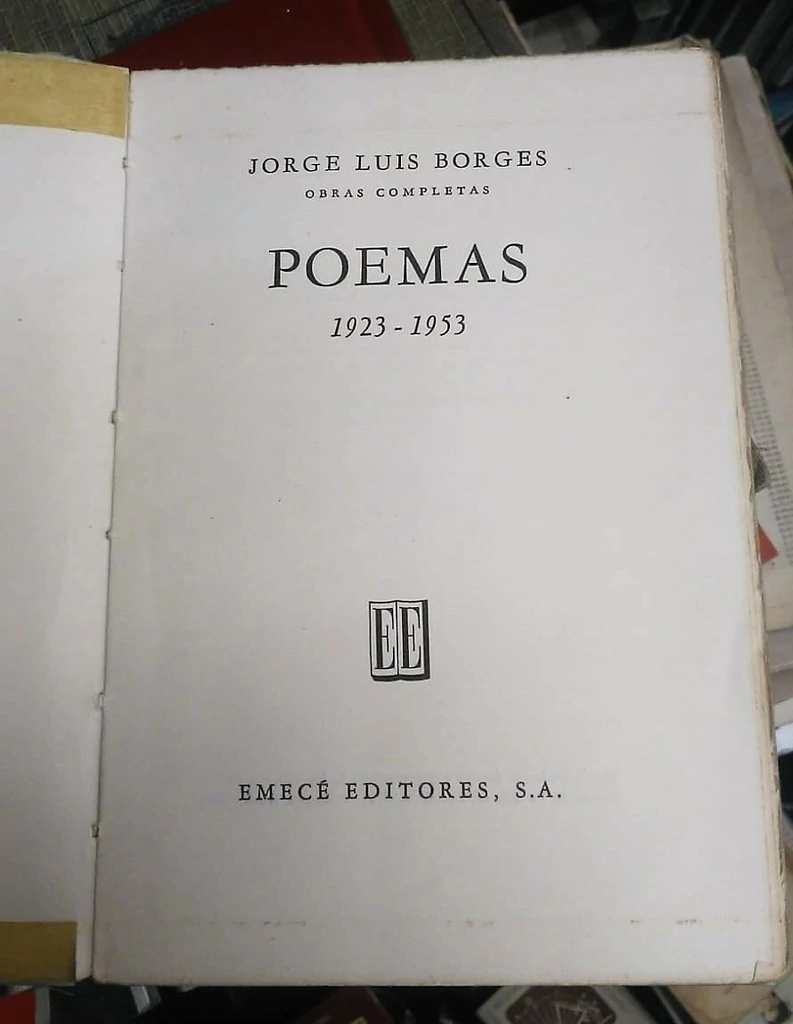 JORGE LUIS BORGES
OBRAS COMPLETAS
POEMAS
1923 - 1953
EE
EMECÉ EDITORES, S.A.